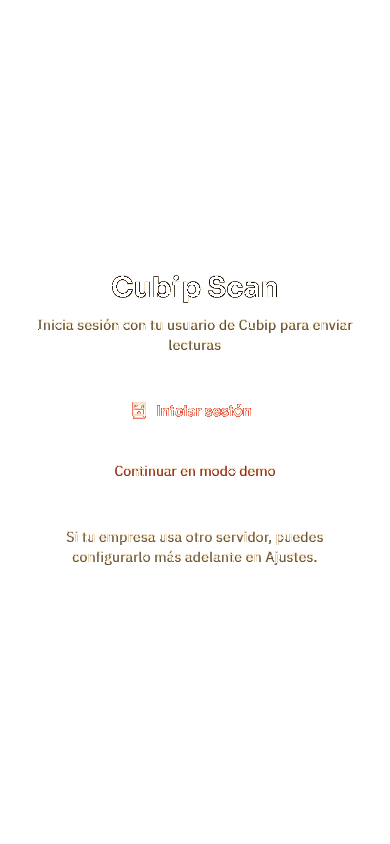 Cubip Scan
Inicia sesión con tu usuario de Cubip para enviar
lecturas
Iniciar sesión
Continuar en modo demo
Si tu empresa usa otro servidor, puedes
configurarlo más adelante en Ajustes.